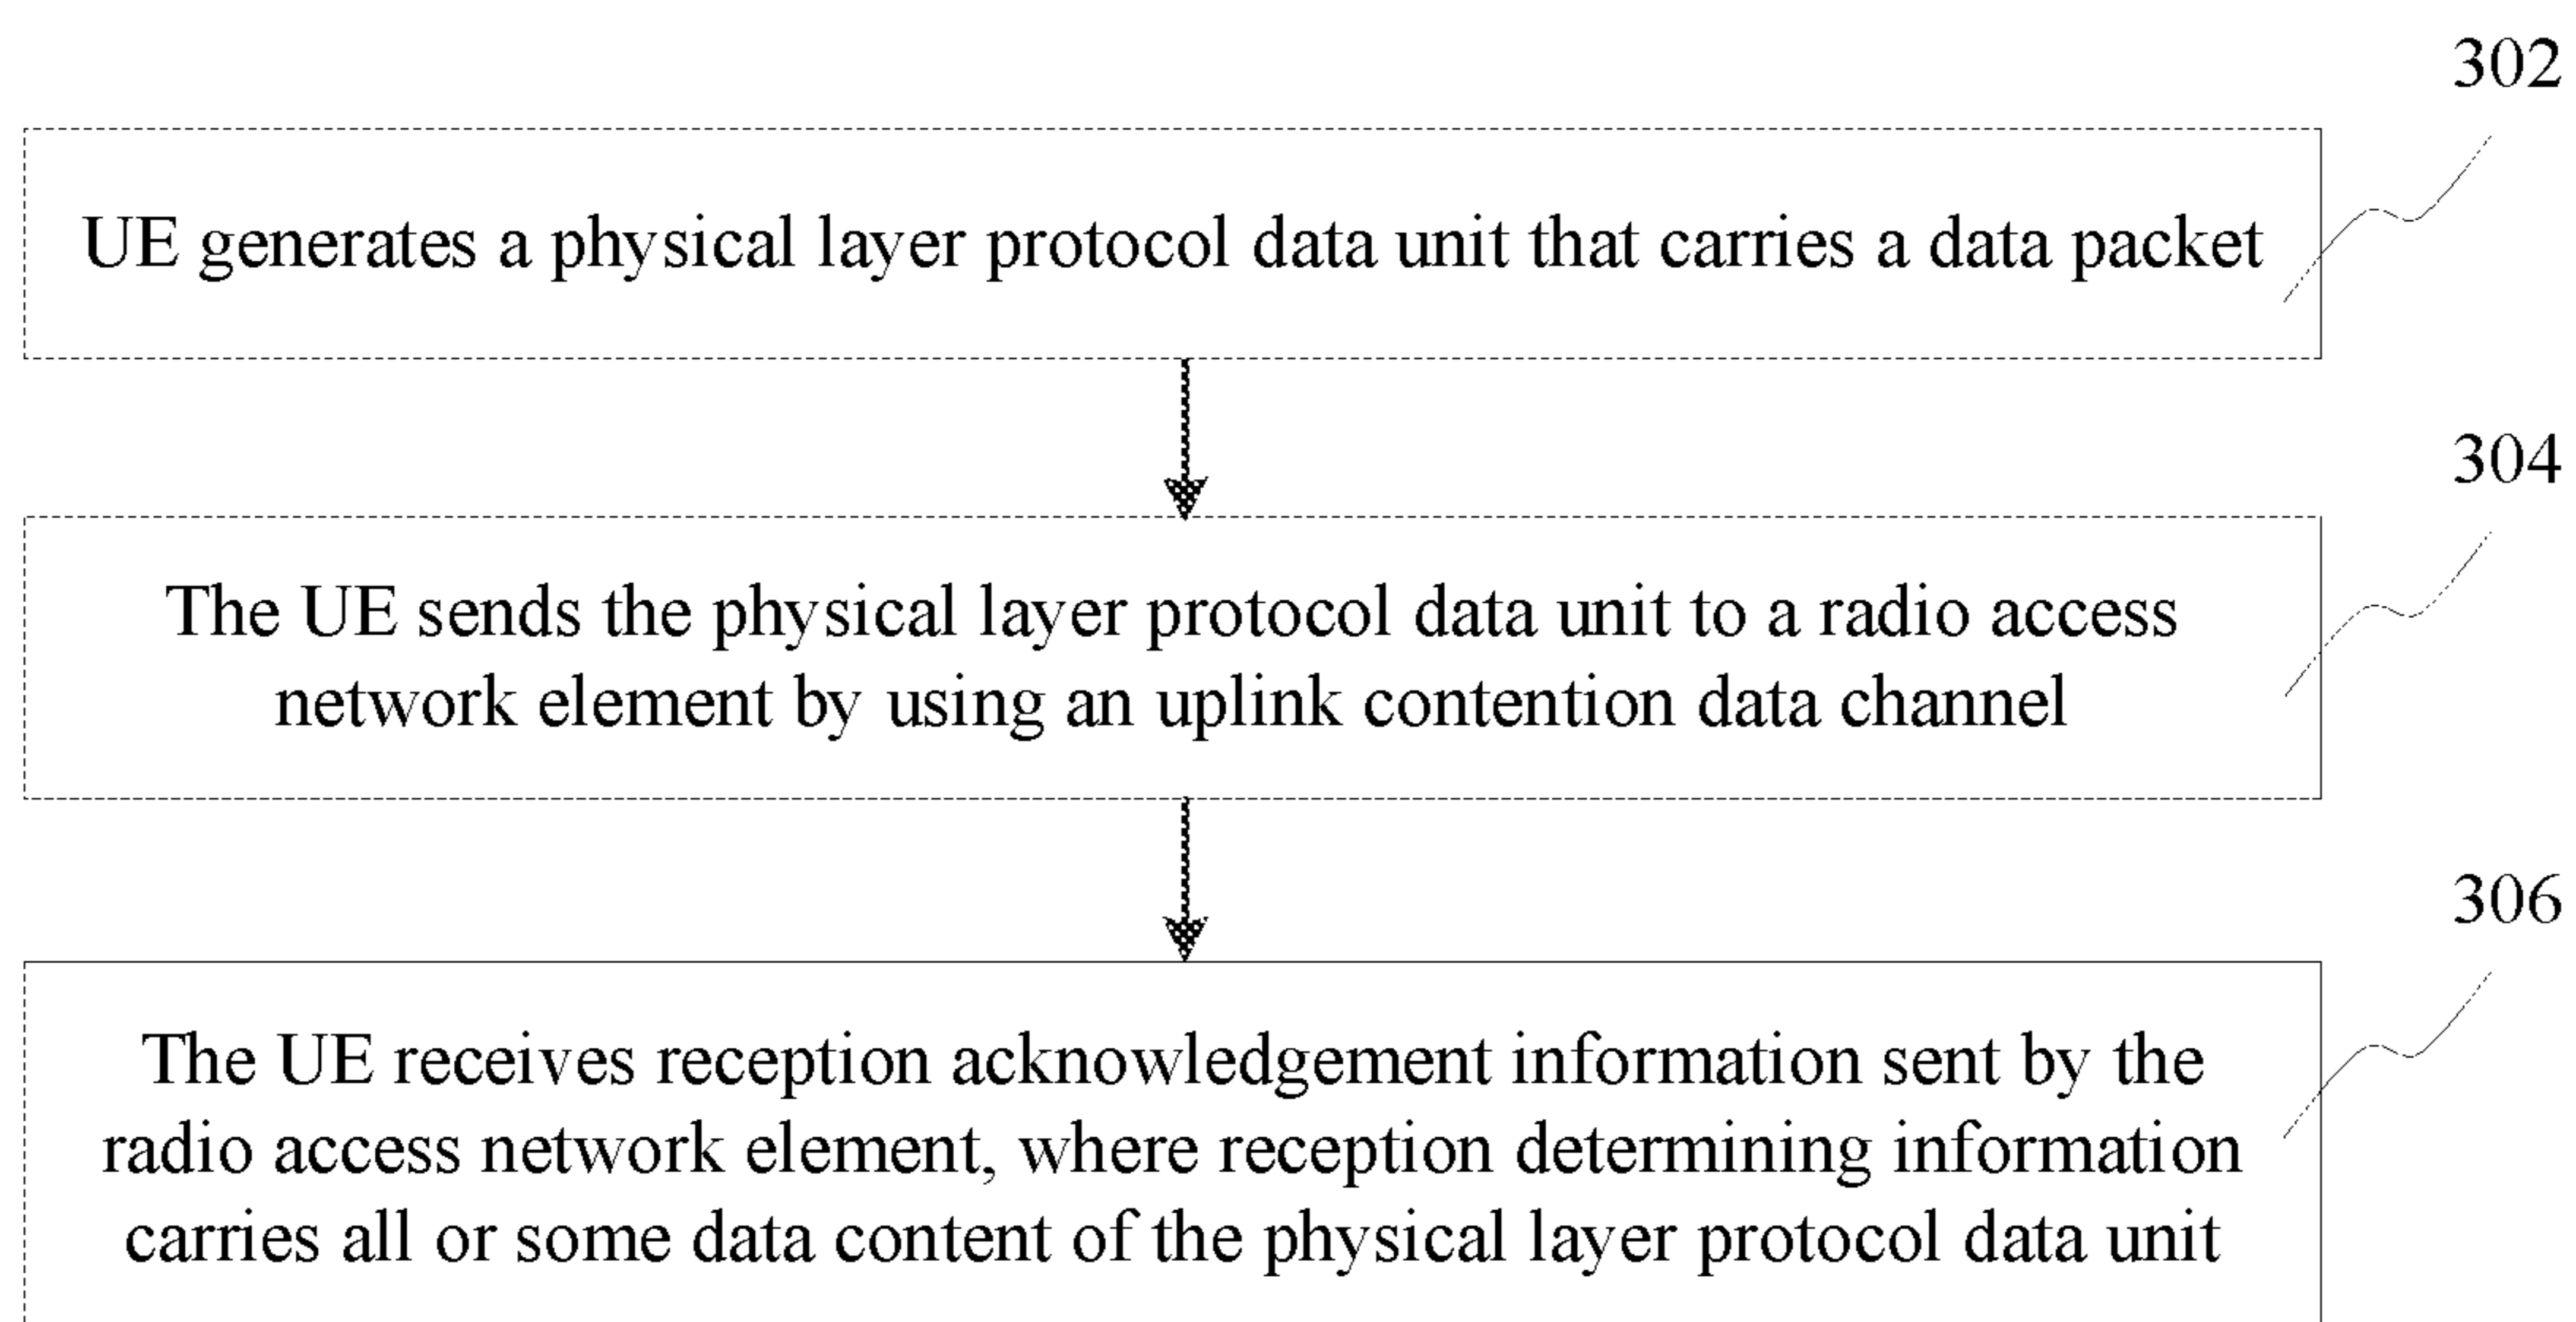 302
UE generates a physical layer protocol data unit that carries a data packet
304
The UE sends the physical layer protocol data unit to a radio access
network element by using an uplink contention data channel
306
The UE receives reception acknowledgement information sent by the
radio access network element, where reception determining information
carries all or some data content of the physical layer protocol data unit